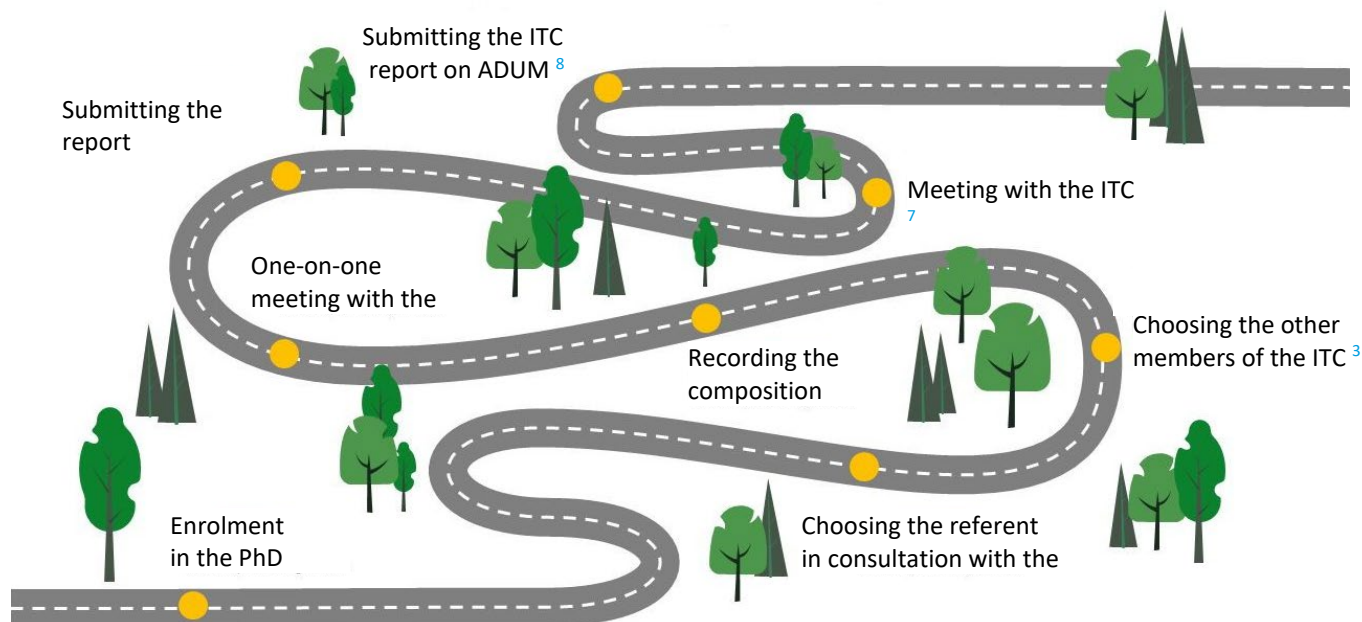 Submitting the ITC
report on ADUM 8
Submitting the
report
Meeting with the ITC
7
One-on-one
meeting with the
Recording the
composition
Choosing the other
members of the ITC 3
Enrolment
in the PhD
Choosing the referent
in consultation with the